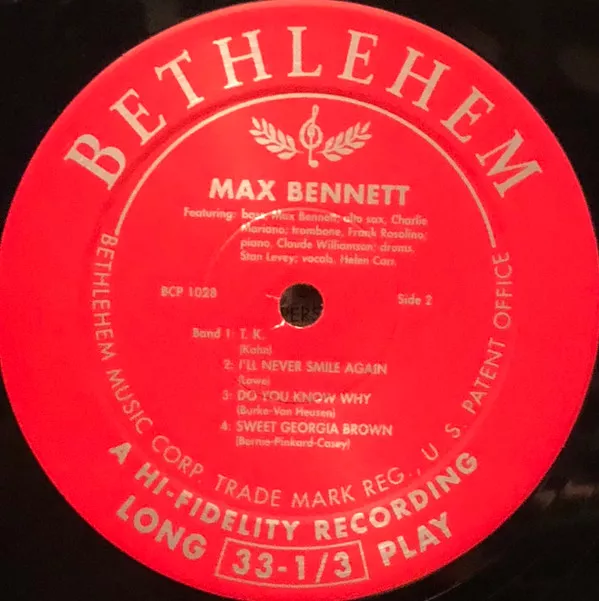 BETHLEHEM
MAX BENNETT
Featuring: bass, Max Bennett; alto sax, Charlie
Mariano; trombone, Frank Rosolino;
piano, Claude Williamson; drums,
Stan Levey; vocals, Helen Carr.
BCP 1028
Side 2
PERS
Band 1: T. K.
(Kahn)
2: I'LL NEVER SMILE AGAIN
(Lowe)
3: DO YOU KNOW WHY
(Burke-Van Heusen)
4: SWEET GEORGIA BROWN
(Bernie-Pinkard-Casey)
BETHLEHEM MUSIC CORP. TRADE MARK REG., U. S. PATENT OFFICE
A HI-FIDELITY RECORDING
LONG 33-1/3 PLAY